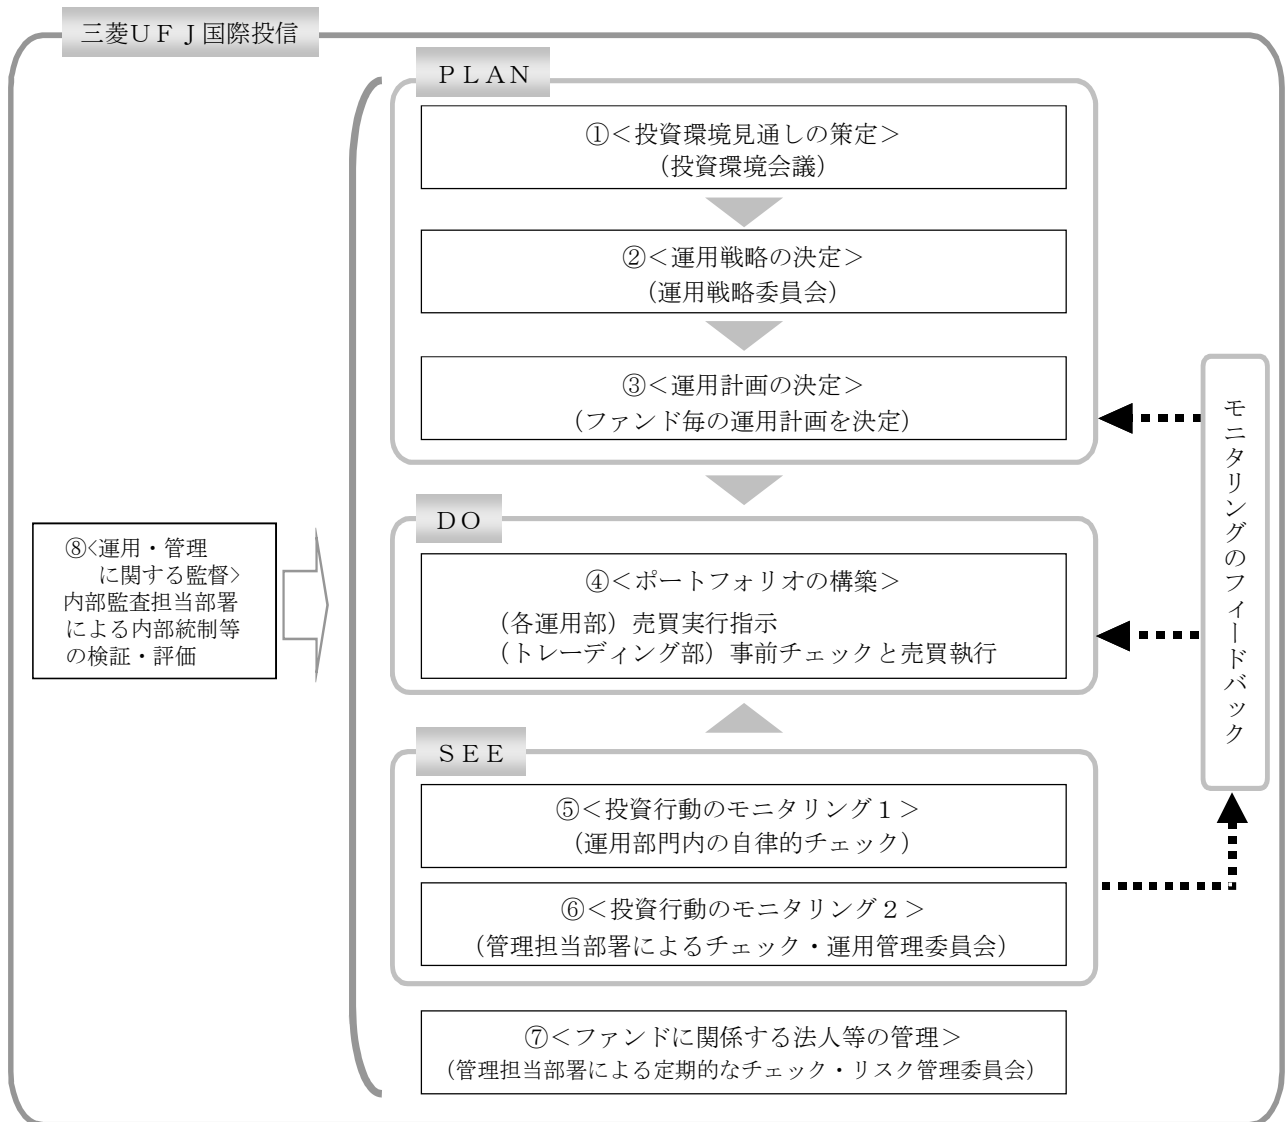 三菱ＵＦＪ国際投信
ＰＬＡＮ
①＜投資環境見通しの策定＞
（投資環境会議）
②＜運用戦略の決定＞
（運用戦略委員会）
③＜運用計画の決定＞
（ファンド毎の運用計画を決定）
ＤＯ
④＜ポートフォリオの構築＞
（各運用部）売買実行指示
（トレーディング部）事前チェックと売買執行
ＳＥＥ
⑤＜投資行動のモニタリング１＞
（運用部門内の自律的チェック）
⑥＜投資行動のモニタリング２＞
（管理担当部署によるチェック・運用管理委員会）
⑦＜ファンドに関係する法人等の管理＞
（管理担当部署による定期的なチェック・リスク管理委員会）
⑧<運用・管理
に関する監督>
内部監査担当部署
による内部統制等
の検証・評価
モニタリングのフィードバック